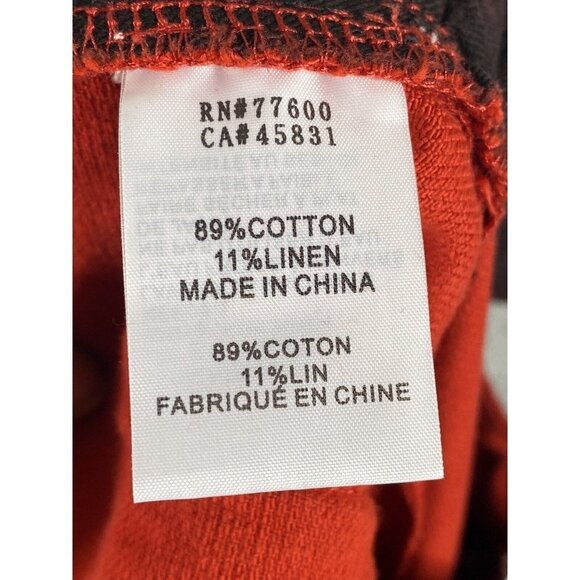 RN#77600
CA#45831
89%COTTON
11%LINEN
MADE IN CHINA
89%COTON
11%LIN
FABRIQUÉ EN CHINE